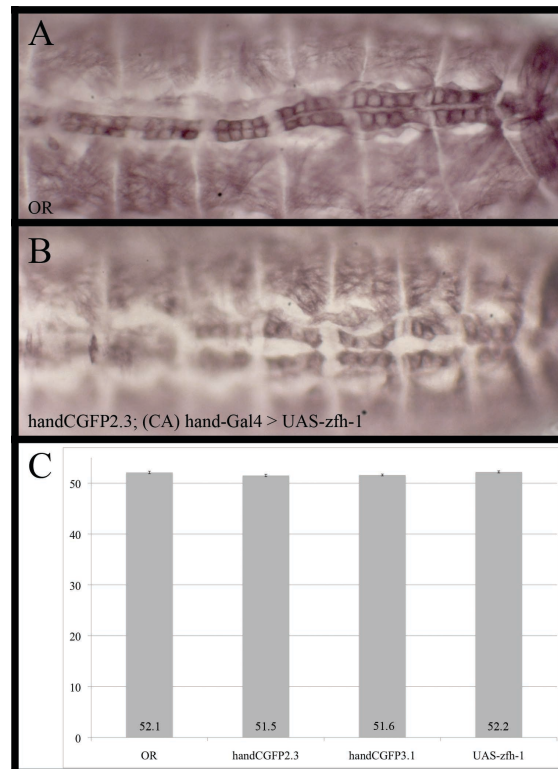 A
OR
B
handCGFP2.3; (CA) hand-Gal4 > UAS-zfh-1*
C
50
40
30
20
10
0
52.1 51.5 51.6 52.2
OR handCGFP2.3 handCGFP3.1 UAS-zfh-1